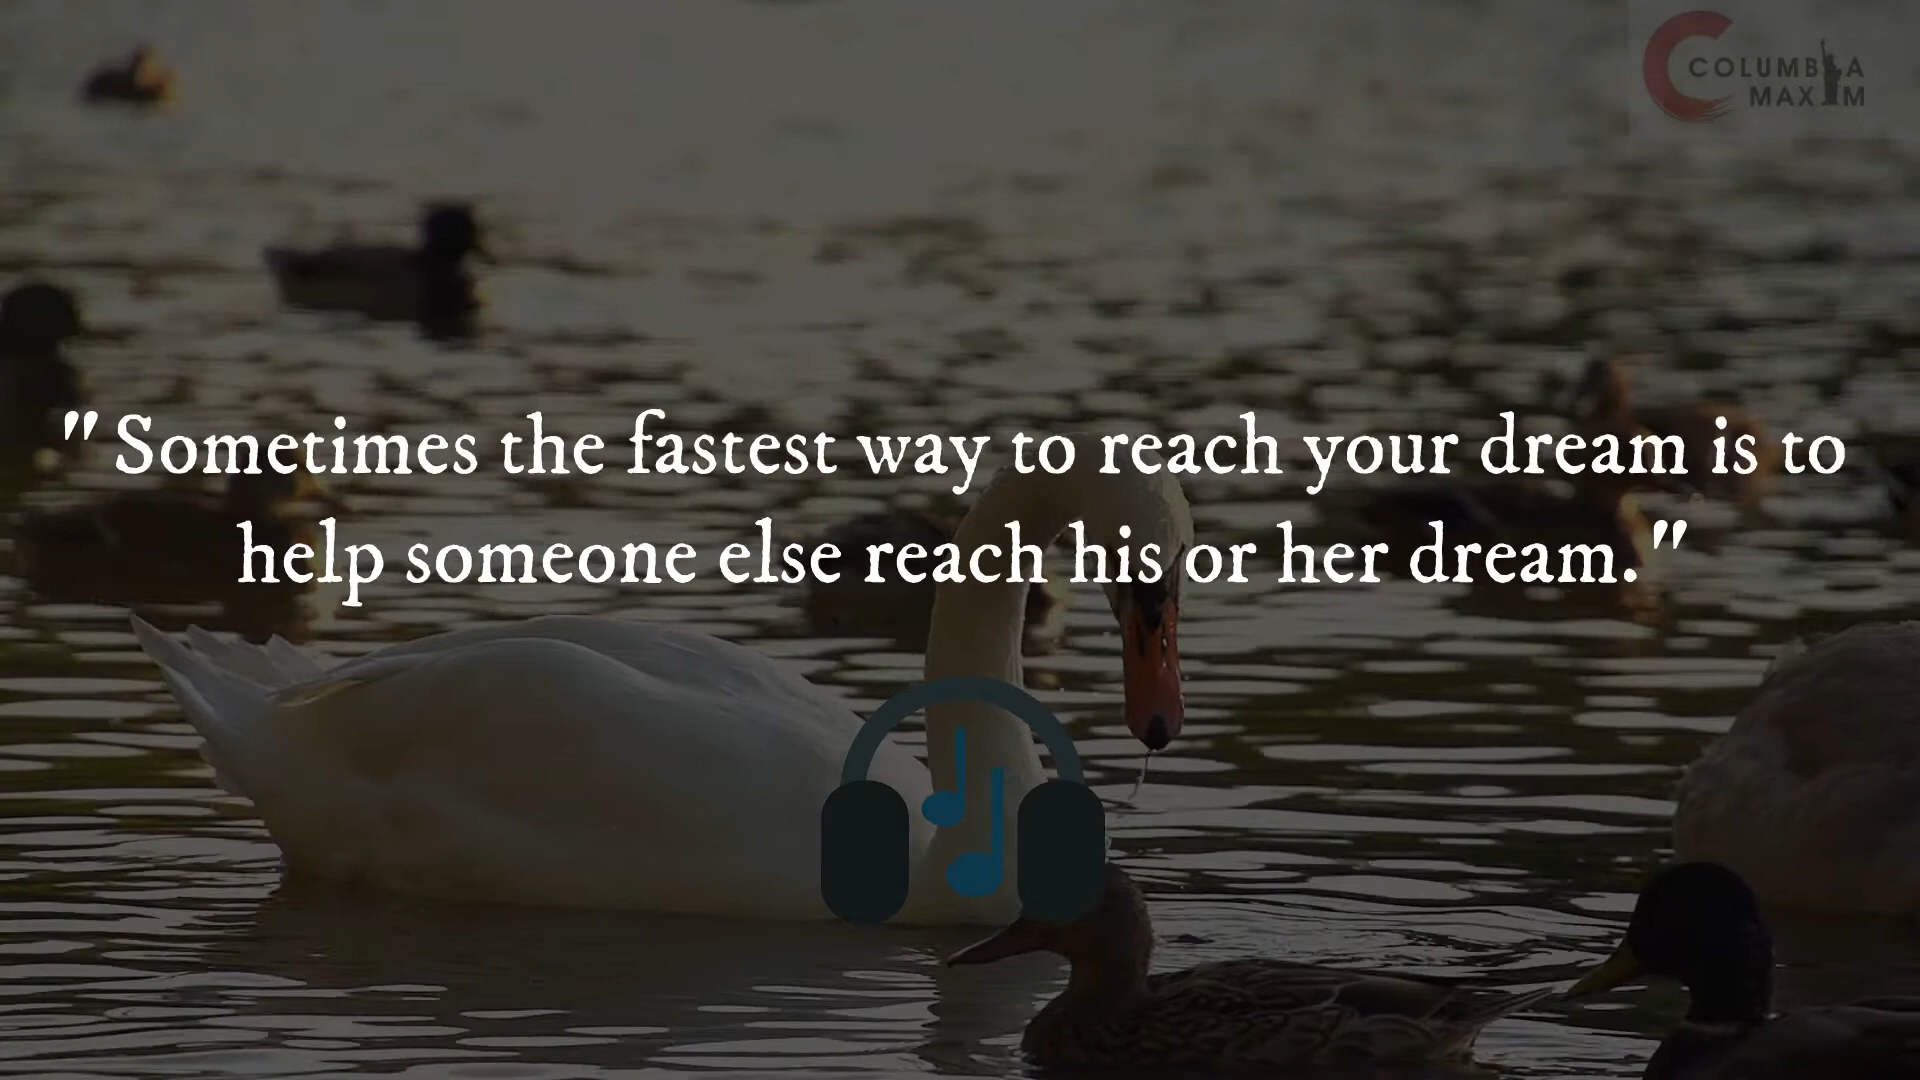 COLUMBIA
MAXIM
"Sometimes the fastest way to reach your dream is to
help someone else reach his or her dream."